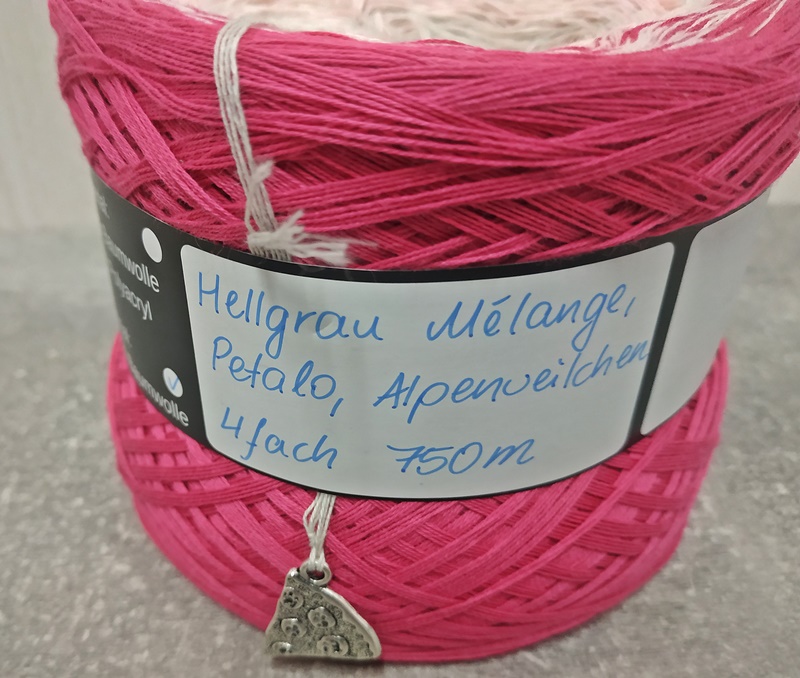 Hellgrau Mélange,
Petalo, Alpenveilchen
4fach 750m